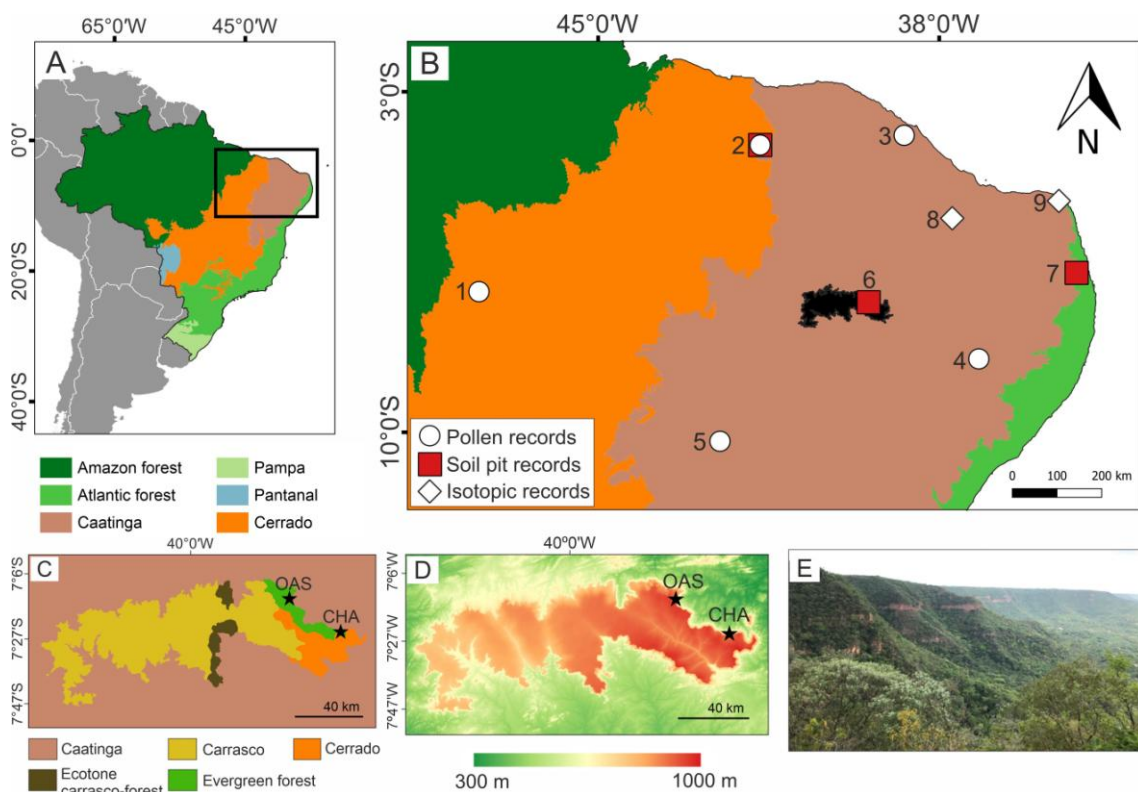 65°0'W 45°0'W
A
0°0'
20°0'S
40°0'S
Amazon forest
Atlantic forest
Caatinga
Pampa
Pantanal
Cerrado
45°0'W 38°0'W
B
3°0'S
10°0'S
N
1
2
3
4
5
6
7
8
9
Pollen records
Soil pit records
Isotopic records
0 100 200 km
40°0'W
C
7°6'S
7°27'S
7°47'S
OAS
CHA
40 km
Caatinga
Carrasco
Cerrado
Ecotone
carrasco-forest
Evergreen forest
40°0'W
D
7°6'W
7°27'W
7°47'W
OAS
CHA
40 km
300 m 1000 m
E